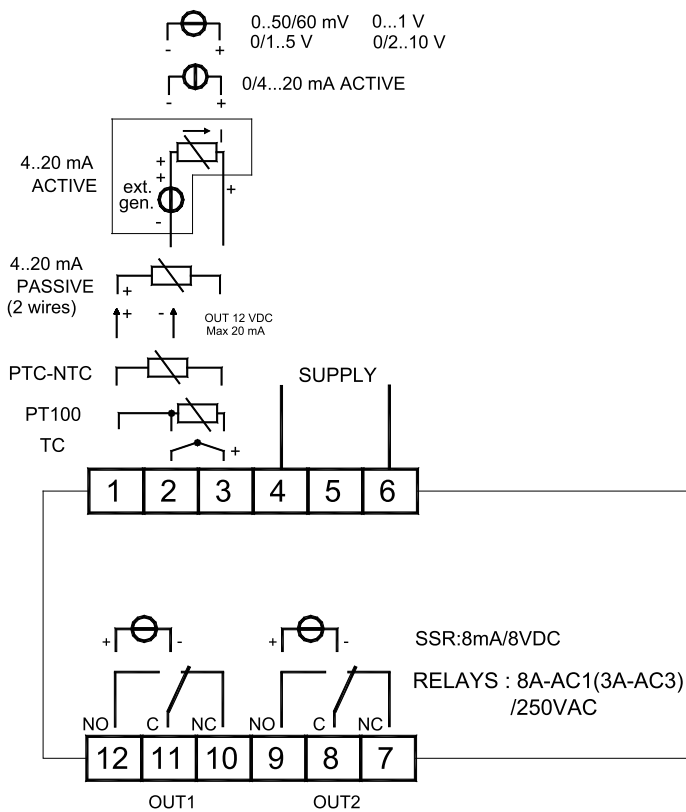 0..50/60 mV 0...1 V
0/1..5 V 0/2..10 V
- +
0/4...20 mA ACTIVE
- +
I
4..20 mA
ACTIVE
+
+
ext.
gen.
-
+
4..20 mA
PASSIVE
(2 wires)
+
+ -
OUT 12 VDC
Max 20 mA
PTC-NTC
SUPPLY
PT100
TC
+
1 2 3 4 5 6
+ - + -
SSR:8mA/8VDC
RELAYS : 8A-AC1(3A-AC3)
/250VAC
NO C NC NO C NC
12 11 10 9 8 7
OUT1 OUT2